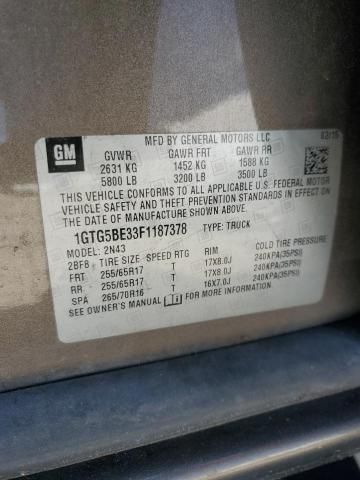 GM
MFD BY GENERAL MOTORS LLC 02/15
GVWR GAWR FRT GAWR RR
2631 KG 1452 KG 1588 KG
5800 LB 3200 LB 3500 LB
THIS VEHICLE CONFORMS TO ALL APPLICABLE U.S. FEDERAL MOTOR
VEHICLE SAFETY AND THEFT PREVENTION STANDARDS IN EFFECT ON THE
DATE OF MANUFACTURE SHOWN ABOVE.
1GTG5BE33F1187378 TYPE: TRUCK
MODEL: 2N43
2BF8 TIRE SIZE SPEED RTG RIM COLD TIRE PRESSURE
FRT 255/65R17 T 17X8.0J 240KPA(35PSI)
RR 255/65R17 T 17X8.0J 240KPA(35PSI)
SPA 265/70R16 T 16X7.0J 240KPA(35PSI)
SEE OWNER'S MANUAL FOR ADDITIONAL INFORMATION